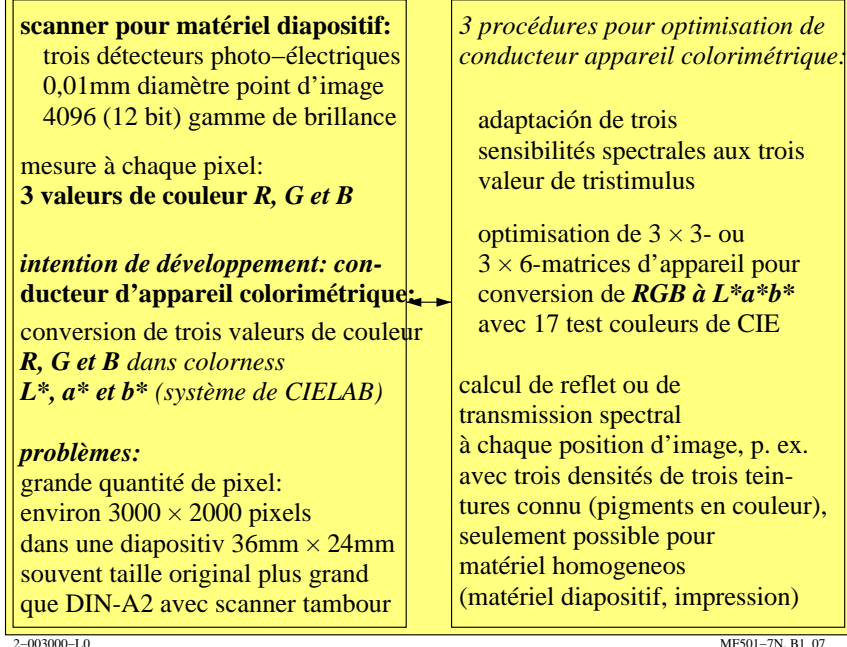 scanner pour matériel diapositif:
trois détecteurs photo−électriques
0,01mm diamètre point d'image
4096 (12 bit) gamme de brillance
mesure à chaque pixel:
3 valeurs de couleur R, G et B
intention de développement: con-
ducteur d'appareil colorimétrique:
conversion de trois valeurs de couleur
R, G et B dans colorness
L*, a* et b* (système de CIELAB)
problèmes:
grande quantité de pixel:
environ 3000 × 2000 pixels
dans une diapositiv 36mm × 24mm
souvent taille original plus grand
que DIN-A2 avec scanner tambour
3 procédures pour optimisation de
conducteur appareil colorimétrique:
adaptación de trois
sensibilités spectrales aux trois
valeur de tristimulus
optimisation de 3 × 3- ou
3 × 6-matrices d'appareil pour
conversion de RGB à L*a*b*
avec 17 test couleurs de CIE
calcul de reflet ou de
transmission spectral
à chaque position d'image, p. ex.
avec trois densités de trois tein-
tures connu (pigments en couleur),
seulement possible pour
matériel homogeneos
(matériel diapositif, impression)
2−003000−L0
MF501−7N, B1_07